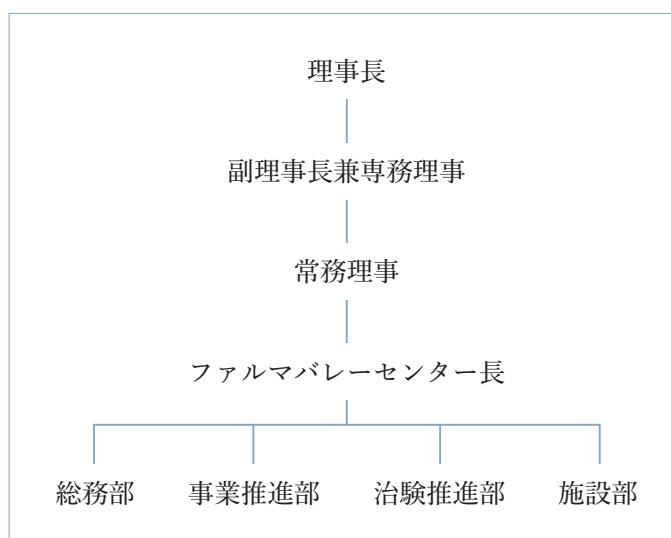 理事長
副理事長兼専務理事
常務理事
ファルマバレーセンター長
総務部 事業推進部 治験推進部 施設部